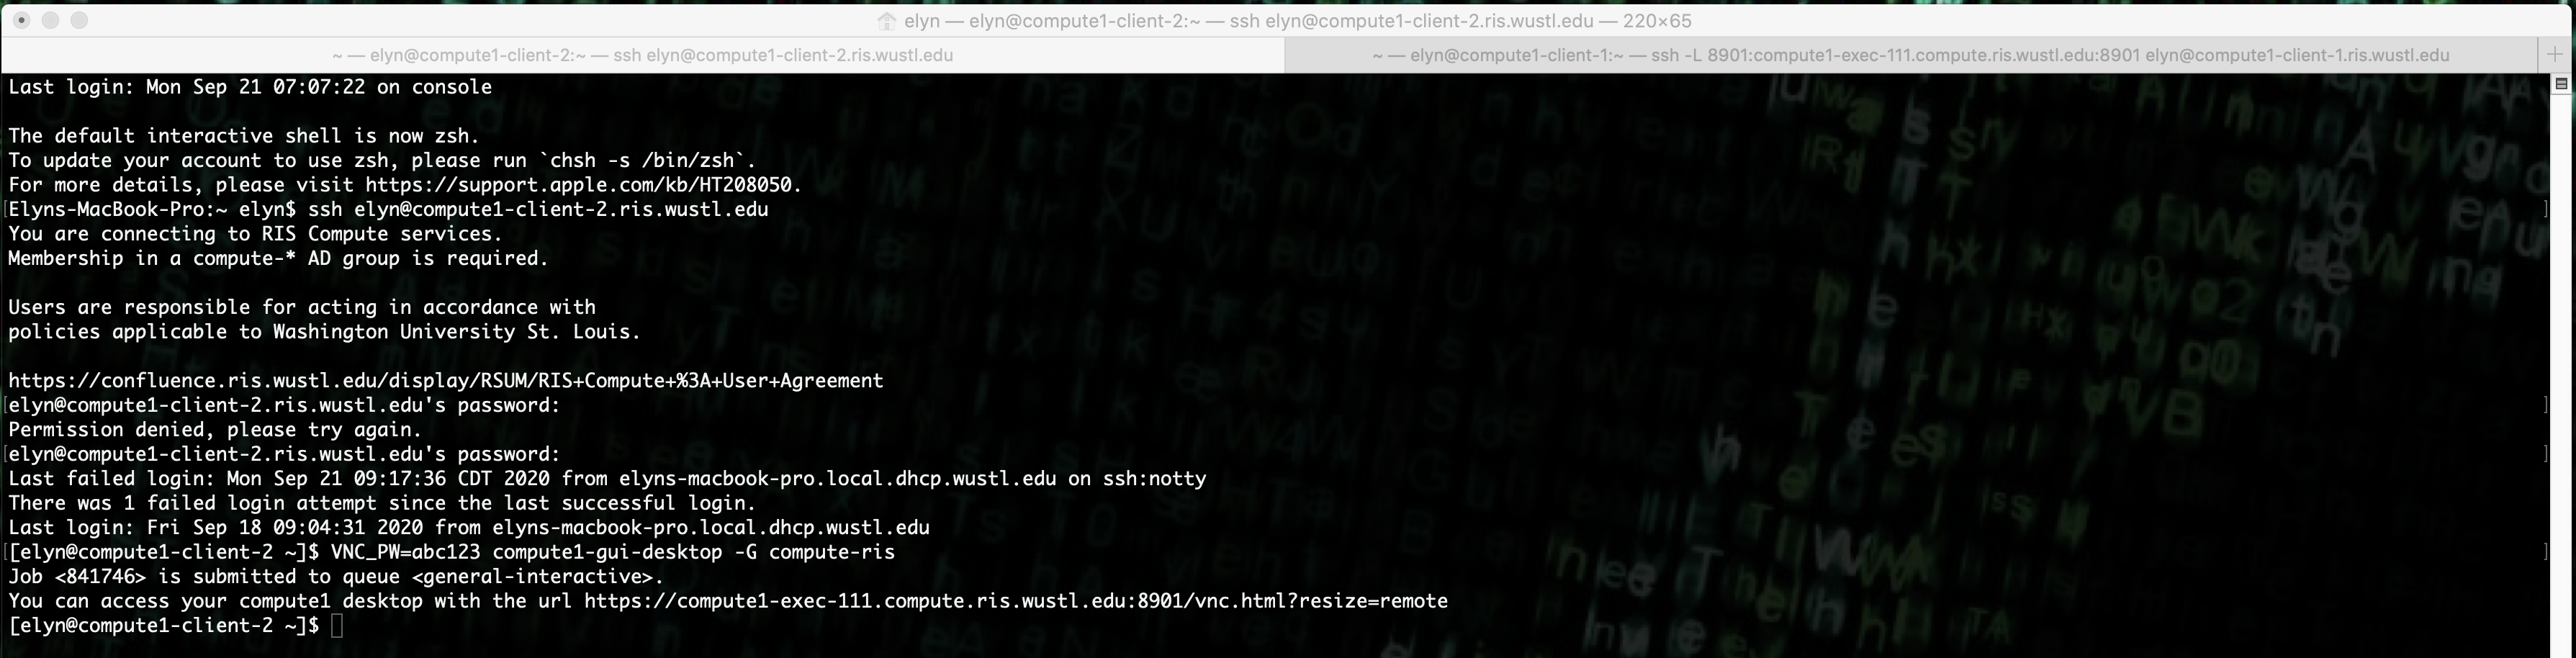 elyn — elyn@compute1-client-2:~ — ssh elyn@compute1-client-2.ris.wustl.edu — 220×65
~ — elyn@compute1-client-2:~ — ssh elyn@compute1-client-2.ris.wustl.edu
~ — elyn@compute1-client-1:~ — ssh -L 8901:compute1-exec-111.compute.ris.wustl.edu:8901 elyn@compute1-client-1.ris.wustl.edu
Last login: Mon Sep 21 07:07:22 on console
The default interactive shell is now zsh.
To update your account to use zsh, please run `chsh -s /bin/zsh`.
For more details, please visit https://support.apple.com/kb/HT208050.
[Elyns-MacBook-Pro:~ elyn$ ssh elyn@compute1-client-2.ris.wustl.edu ]
You are connecting to RIS Compute services.
Membership in a compute-* AD group is required.
Users are responsible for acting in accordance with
policies applicable to Washington University St. Louis.
https://confluence.ris.wustl.edu/display/RSUM/RIS+Compute+%3A+User+Agreement
[elyn@compute1-client-2.ris.wustl.edu's password: ]
Permission denied, please try again.
[elyn@compute1-client-2.ris.wustl.edu's password: ]
Last failed login: Mon Sep 21 09:17:36 CDT 2020 from elyns-macbook-pro.local.dhcp.wustl.edu on ssh:notty
There was 1 failed login attempt since the last successful login.
Last login: Fri Sep 18 09:04:31 2020 from elyns-macbook-pro.local.dhcp.wustl.edu
[[elyn@compute1-client-2 ~]$ VNC_PW=abc123 compute1-gui-desktop -G compute-ris ]
Job <841746> is submitted to queue <general-interactive>.
You can access your compute1 desktop with the url https://compute1-exec-111.compute.ris.wustl.edu:8901/vnc.html?resize=remote
[elyn@compute1-client-2 ~]$